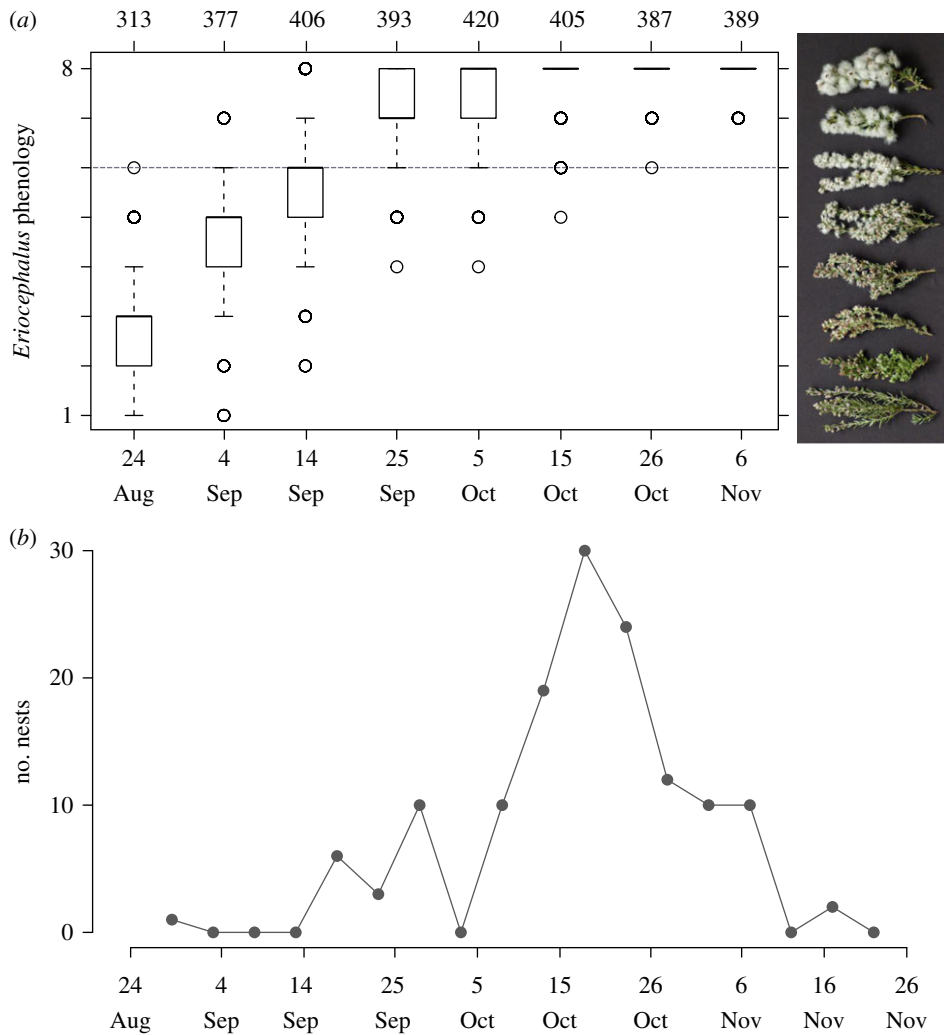 (a)
313 377 406 393 420 405 387 389
8
Eriocephalus phenology
1
24 4 14 25 5 15 26 6
Aug Sep Sep Sep Oct Oct Oct Nov
(b)
30
20
no. nests
10
0
24 4 14 25 5 15 26 6 16 26
Aug Sep Sep Sep Oct Oct Oct Nov Nov Nov